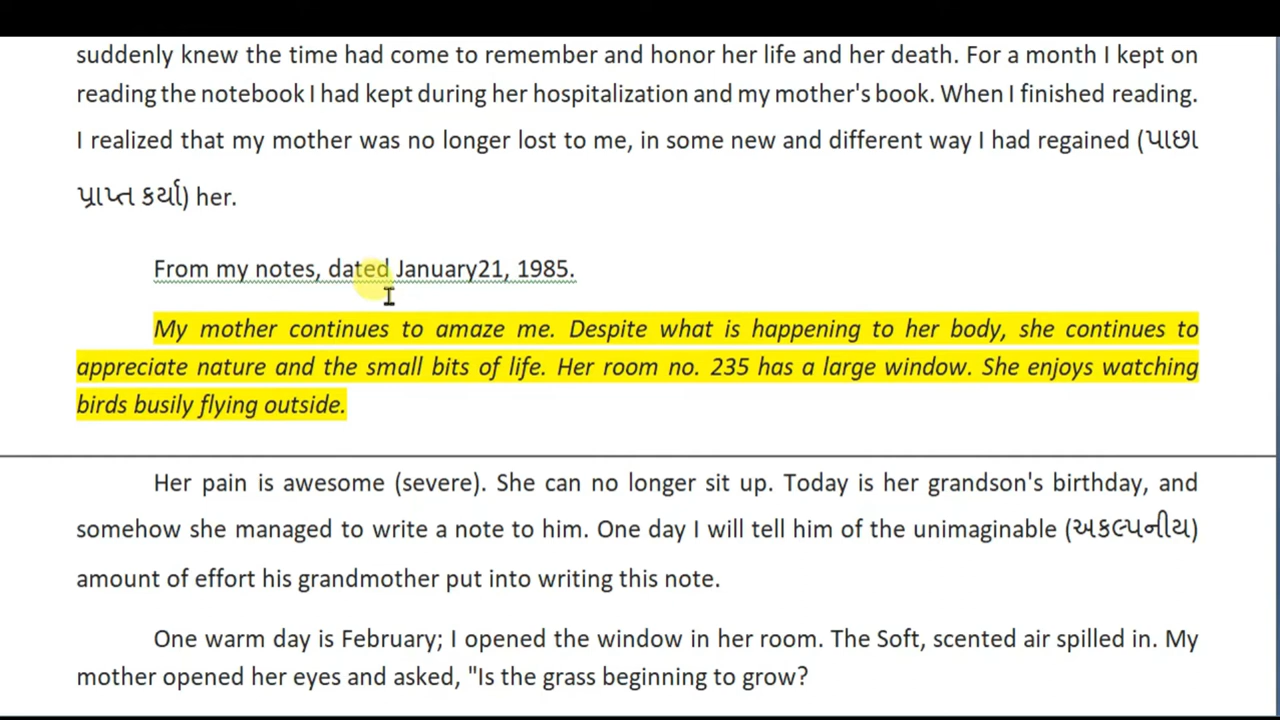 suddenly knew the time had come to remember and honor her life and her death. For a month I kept on
reading the notebook I had kept during her hospitalization and my mother's book. When I finished reading.
I realized that my mother was no longer lost to me, in some new and different way I had regained (પાછા
પ્રાપ્ત કર્યા) her.
From my notes, dated January21, 1985.
My mother continues to amaze me. Despite what is happening to her body, she continues to
appreciate nature and the small bits of life. Her room no. 235 has a large window. She enjoys watching
birds busily flying outside.
Her pain is awesome (severe). She can no longer sit up. Today is her grandson's birthday, and
somehow she managed to write a note to him. One day I will tell him of the unimaginable (અકલ્પનીય)
amount of effort his grandmother put into writing this note.
One warm day is February; I opened the window in her room. The Soft, scented air spilled in. My
mother opened her eyes and asked, "Is the grass beginning to grow?